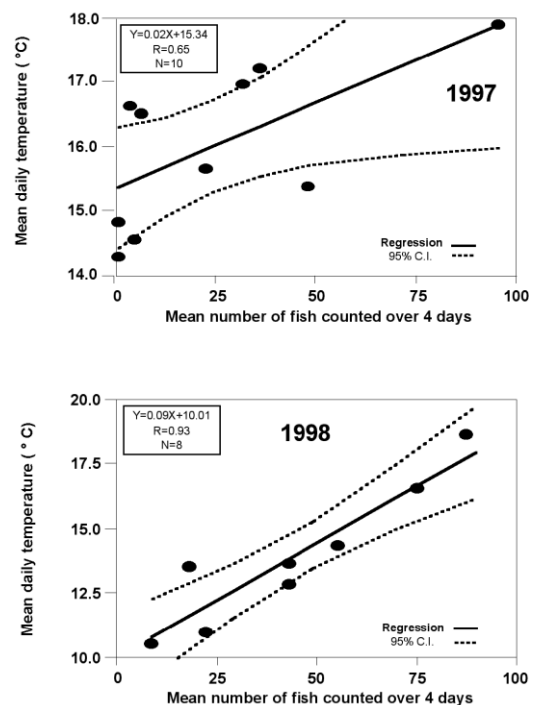 18.0
17.0
16.0
15.0
14.0
Mean daily temperature ( °C)
Y=0.02X+15.34
R=0.65
N=10
1997
Regression
95% C.I.
0 25 50 75 100
Mean number of fish counted over 4 days
20.0
17.5
15.0
12.5
10.0
Mean daily temperature ( ° C)
Y=0.09X+10.01
R=0.93
N=8
1998
Regression
95% C.I.
0 25 50 75 100
Mean number of fish counted over 4 days